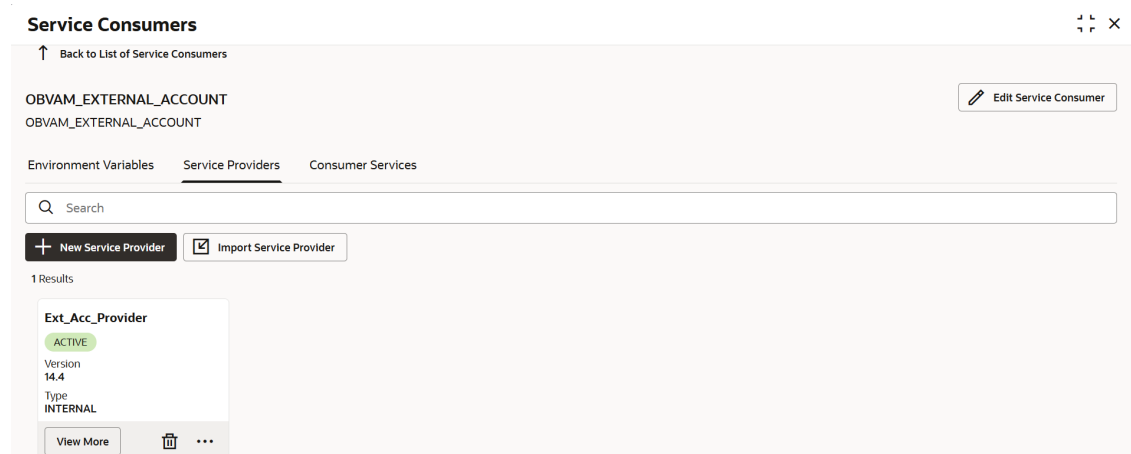 Service Consumers
Back to List of Service Consumers
OBVAM_EXTERNAL_ACCOUNT
Edit Service Consumer
OBVAM_EXTERNAL_ACCOUNT
Environment Variables Service Providers Consumer Services
Search
New Service Provider Import Service Provider
1 Results
Ext_Acc_Provider
ACTIVE
Version
14.4
Type
INTERNAL
View More